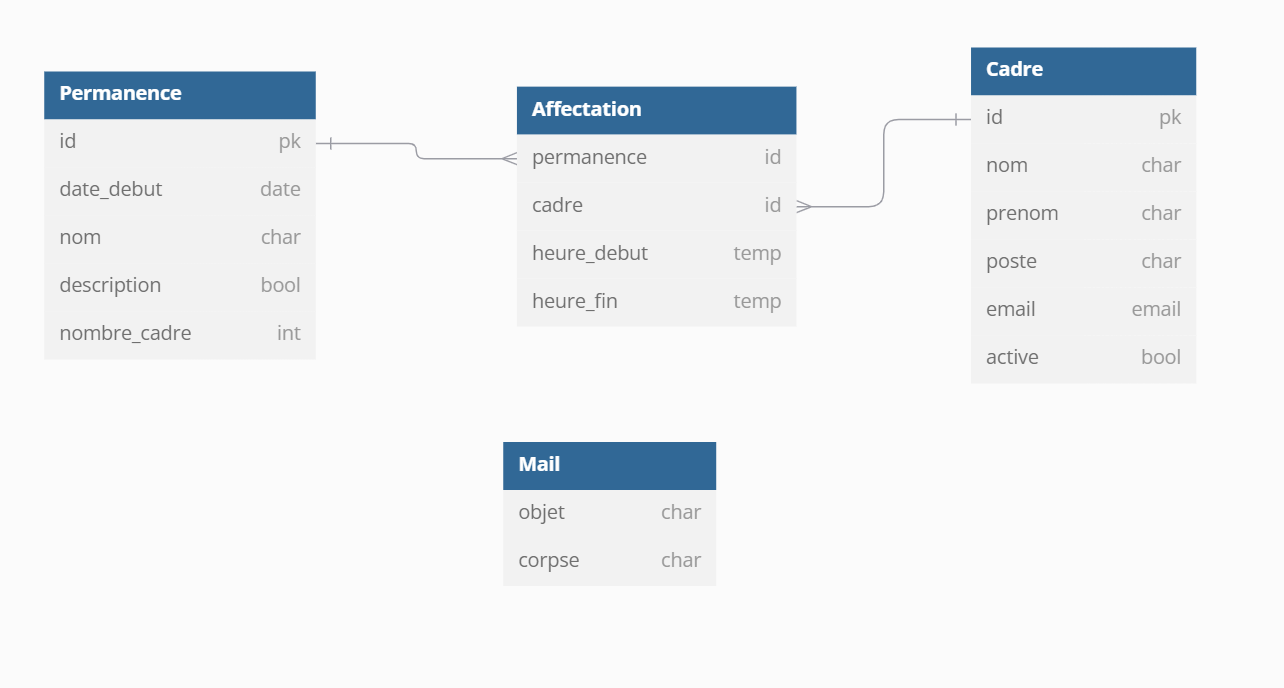 Permanence
id pk
date_debut date
nom char
description bool
nombre_cadre int
Affectation
permanence id
cadre id
heure_debut temp
heure_fin temp
Cadre
id pk
nom char
prenom char
poste char
email email
active bool
Mail
objet char
corpse char